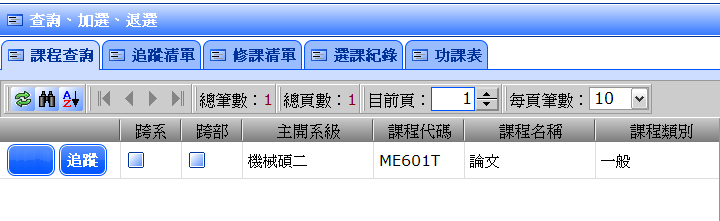 查詢、加選、退選
課程查詢 追蹤清單 修課清單 選課紀錄 功課表
總筆數：1 總頁數：1 目前頁： 1 每頁筆數： 10
跨系 跨部 主開系級 課程代碼 課程名稱 課程類別
追蹤 機械碩二 ME601T 論文 一般